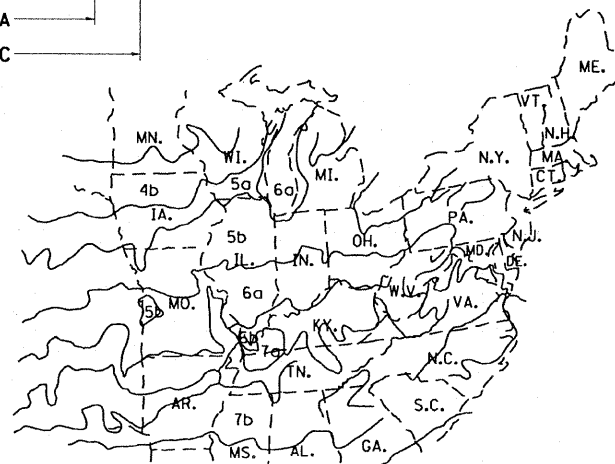 A
C
ME.
VT.
MN.
N.H.
WI.
N.Y.
MA.
MI.
CT.
4b
5a
6a
IA.
PA.
5b
OH.
N.J.
IL.
IN.
MD.
DE.
6a
W.V.
MO.
VA.
5b
KY.
6b
7a
N.C.
TN.
AR.
S.C.
7b
MS.
AL.
GA.